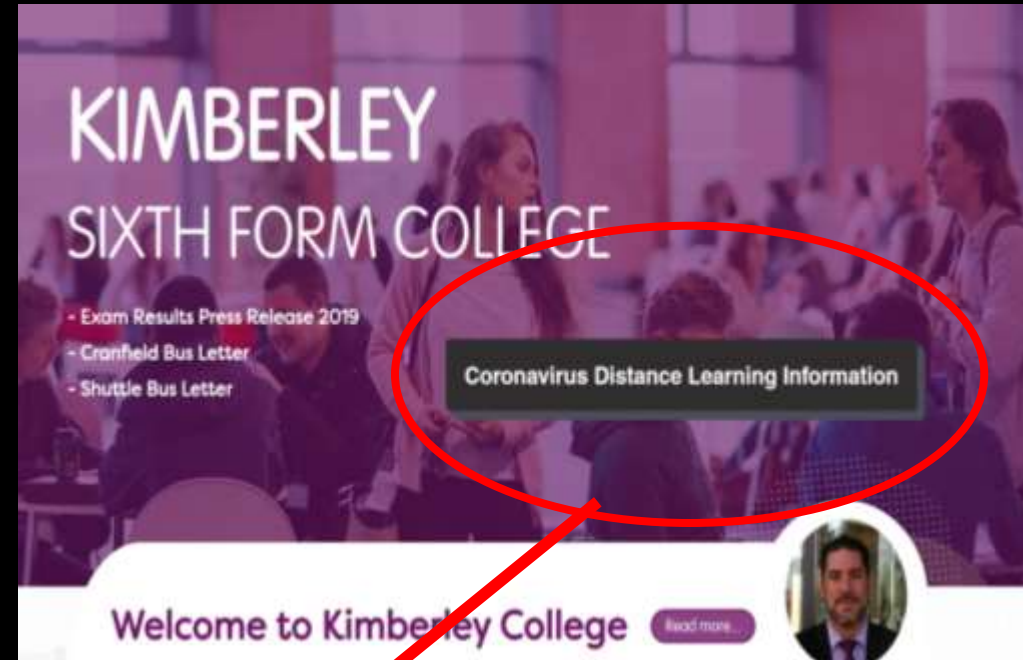 KIMBERLEY
SIXTH FORM COLLEGE
- Exam Results Press Release 2019
- Cranfield Bus Letter
- Shuttle Bus Letter
Coronavirus Distance Learning Information
Welcome to Kimberley College
Read more...